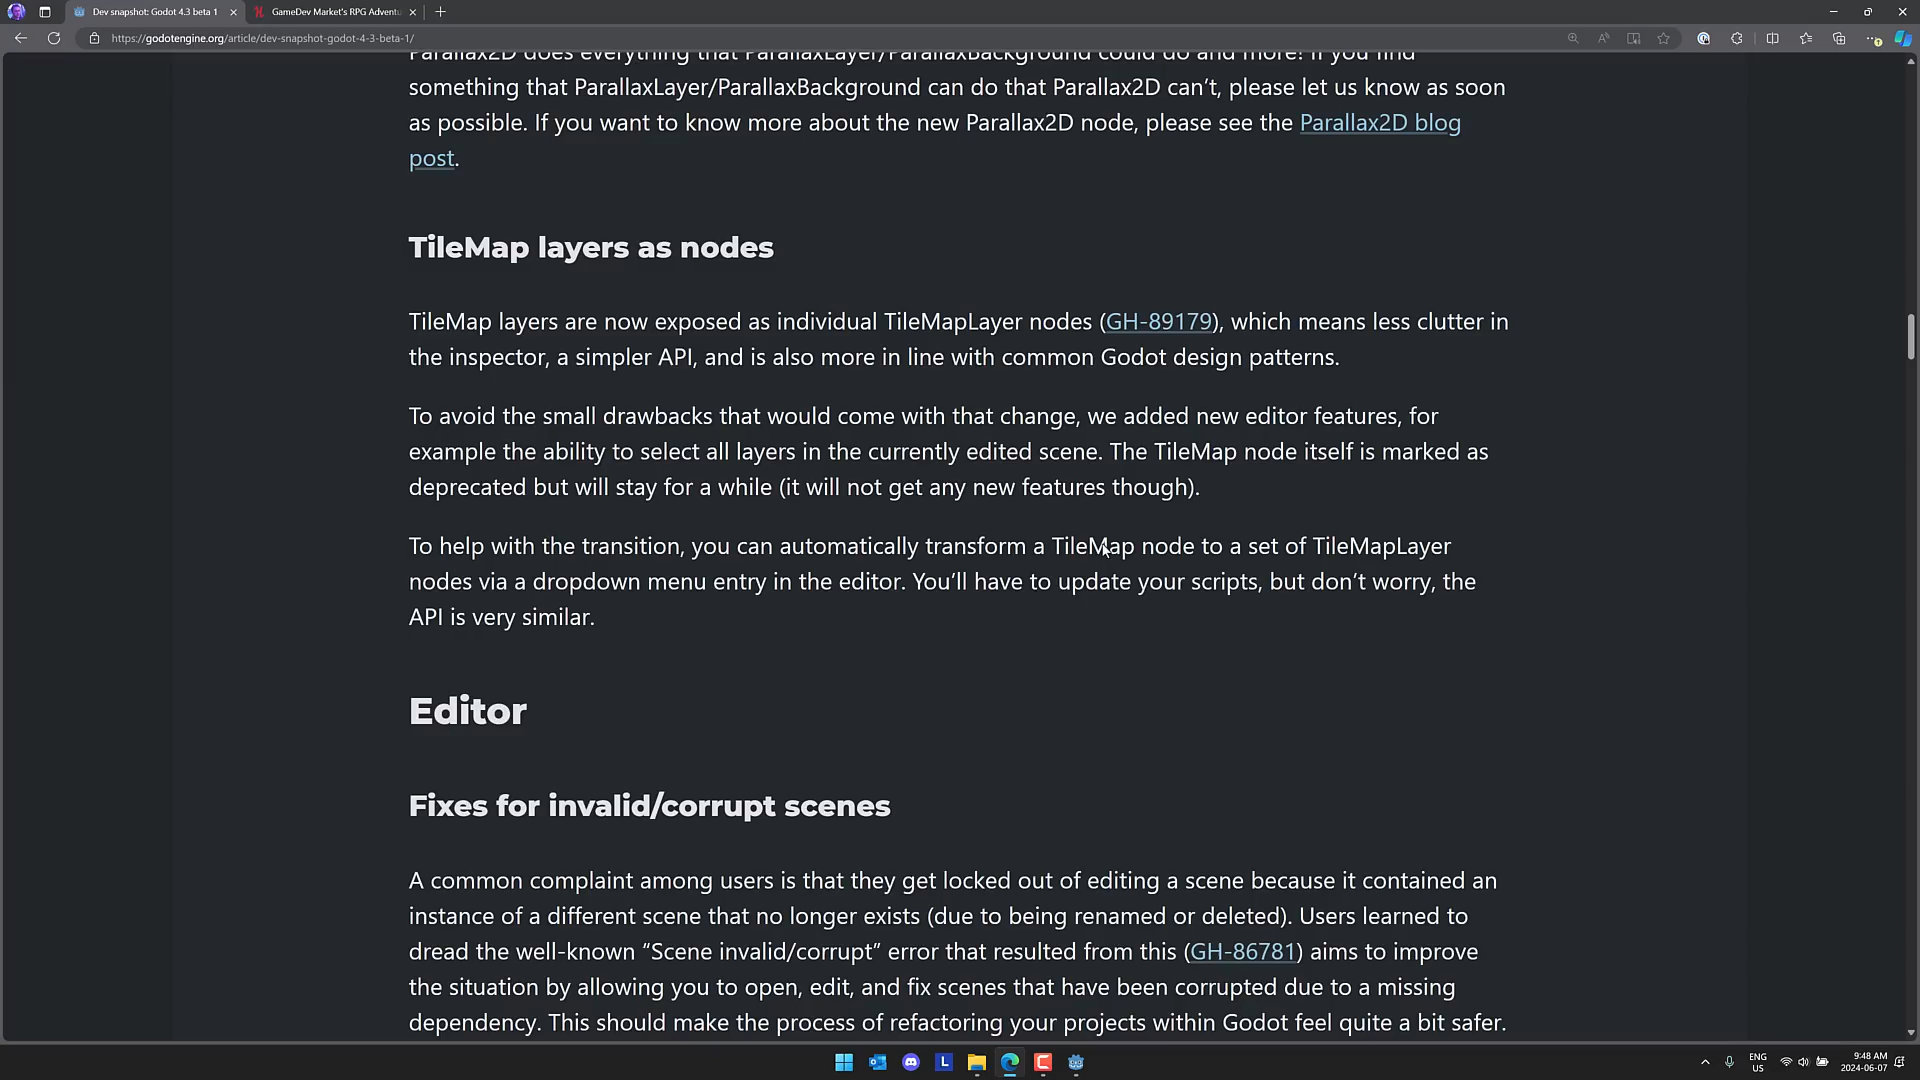 Dev snapshot: Godot 4.3 beta 1
GameDev Market's RPG Adventu
https://godotengine.org/article/dev-snapshot-godot-4-3-beta-1/
Parallax2D does everything that ParallaxLayer/ParallaxBackground could do and more! If you find
something that ParallaxLayer/ParallaxBackground can do that Parallax2D can’t, please let us know as soon
as possible. If you want to know more about the new Parallax2D node, please see the Parallax2D blog
post.
TileMap layers as nodes
TileMap layers are now exposed as individual TileMapLayer nodes (GH-89179), which means less clutter in
the inspector, a simpler API, and is also more in line with common Godot design patterns.
To avoid the small drawbacks that would come with that change, we added new editor features, for
example the ability to select all layers in the currently edited scene. The TileMap node itself is marked as
deprecated but will stay for a while (it will not get any new features though).
To help with the transition, you can automatically transform a TileMap node to a set of TileMapLayer
nodes via a dropdown menu entry in the editor. You’ll have to update your scripts, but don’t worry, the
API is very similar.
Editor
Fixes for invalid/corrupt scenes
A common complaint among users is that they get locked out of editing a scene because it contained an
instance of a different scene that no longer exists (due to being renamed or deleted). Users learned to
dread the well-known “Scene invalid/corrupt” error that resulted from this (GH-86781) aims to improve
the situation by allowing you to open, edit, and fix scenes that have been corrupted due to a missing
dependency. This should make the process of refactoring your projects within Godot feel quite a bit safer.
L
ENG
US
9:48 AM
2024-06-07